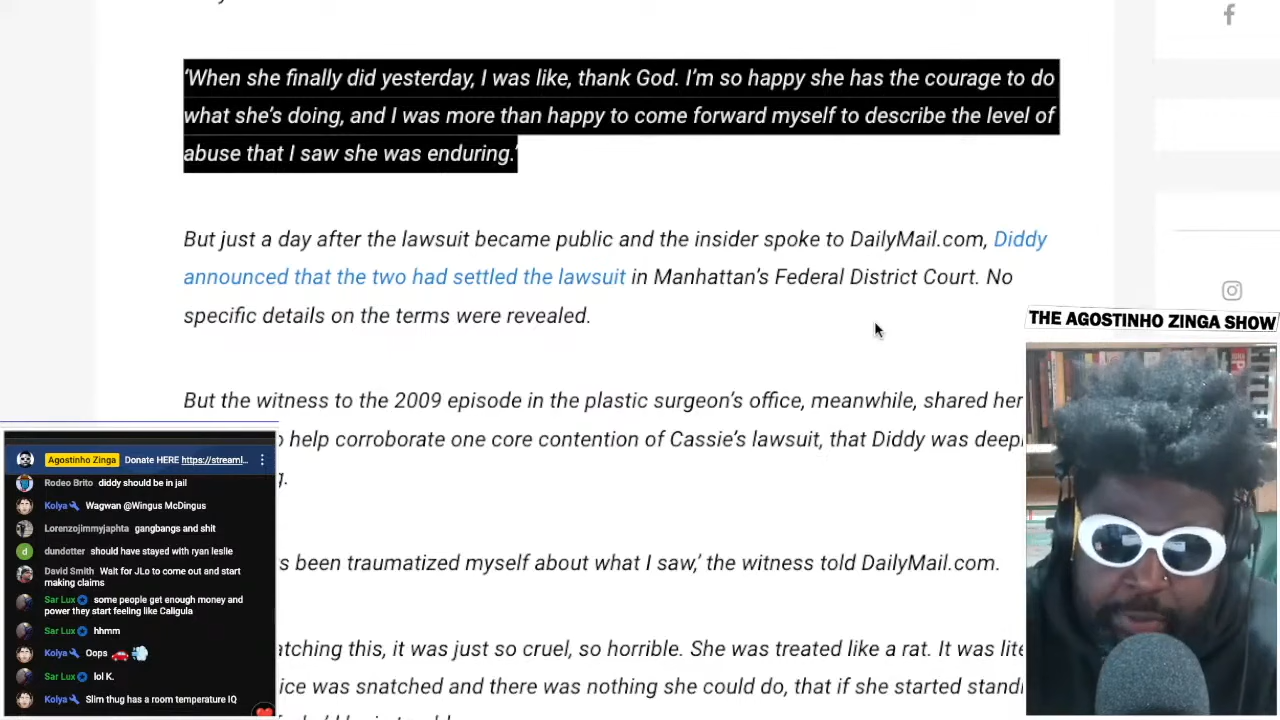 ‘When she finally did yesterday, I was like, thank God. I’m so happy she has the courage to do
what she’s doing, and I was more than happy to come forward myself to describe the level of
abuse that I saw she was enduring.’
But just a day after the lawsuit became public and the insider spoke to DailyMail.com, Diddy
announced that the two had settled the lawsuit in Manhattan’s Federal District Court. No
specific details on the terms were revealed.
But the witness to the 2009 episode in the plastic surgeon’s office, meanwhile, shared her
help corroborate one core contention of Cassie’s lawsuit, that Diddy was
been traumatized myself about what I saw,’ the witness told DailyMail.com.
this, it was just so cruel, so horrible. She was treated like a rat. It was
was snatched and there was nothing she could do, that if she started
THE AGOSTINHO ZINGA SHOW
Agostinho Zinga Donate HERE https://streaml...
Rodeo Brito diddy should be in jail
Kolya Wagwan @Wingus McDingus
Lorenzojimmyjaphta gangbangs and shit
d dundotter should have stayed with ryan leslie
David Smith Wait for JLo to come out and start
making claims
Sar Lux some people get enough money and
power they start feeling like Caligula
Sar Lux hhmm
Kolya Oops 🚗💨
Sar Lux lol K.
Kolya Slim thug has a room temperature IQ